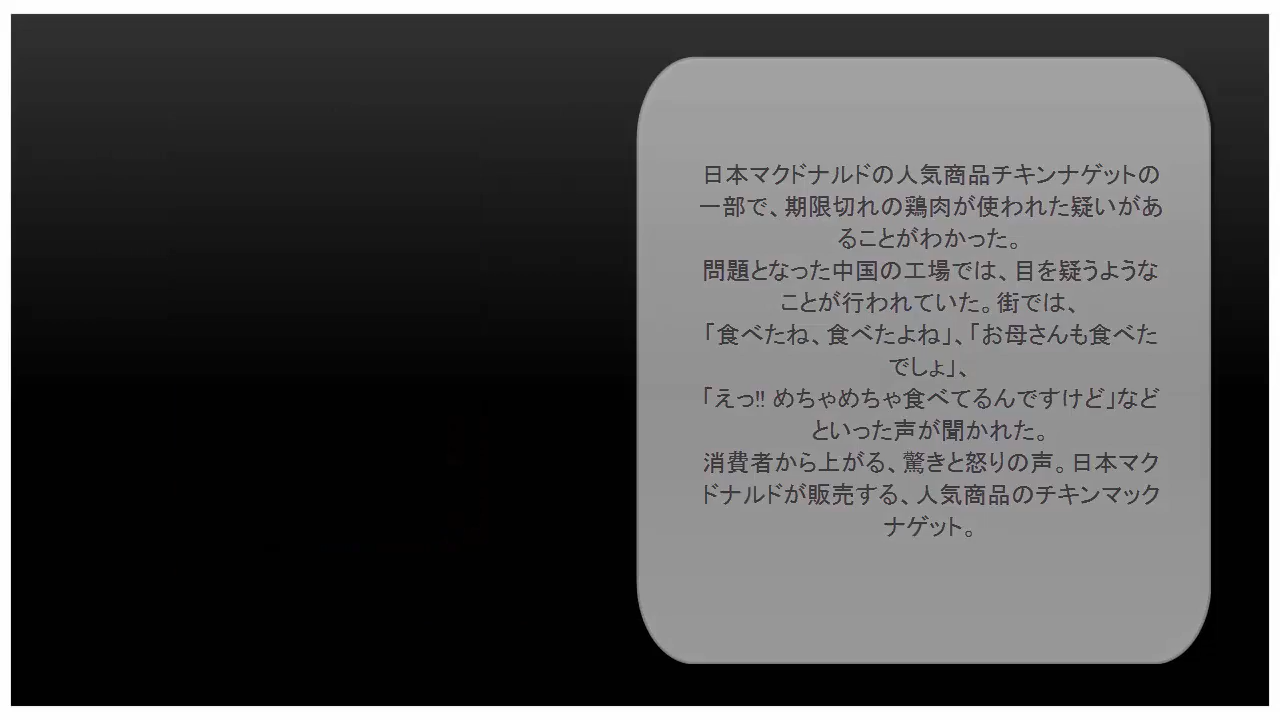 日本マクドナルドの人気商品チキンナゲットの
一部で、期限切れの鶏肉が使われた疑いがあ
ることがわかった。
問題となった中国の工場では、目を疑うような
ことが行われていた。街では、
「食べたね、食べたよね」、「お母さんも食べた
でしょ」、
「えっ!! めちゃめちゃ食べてるんですけど」など
といった声が聞かれた。
消費者から上がる、驚きと怒りの声。日本マク
ドナルドが販売する、人気商品のチキンマック
ナゲット。